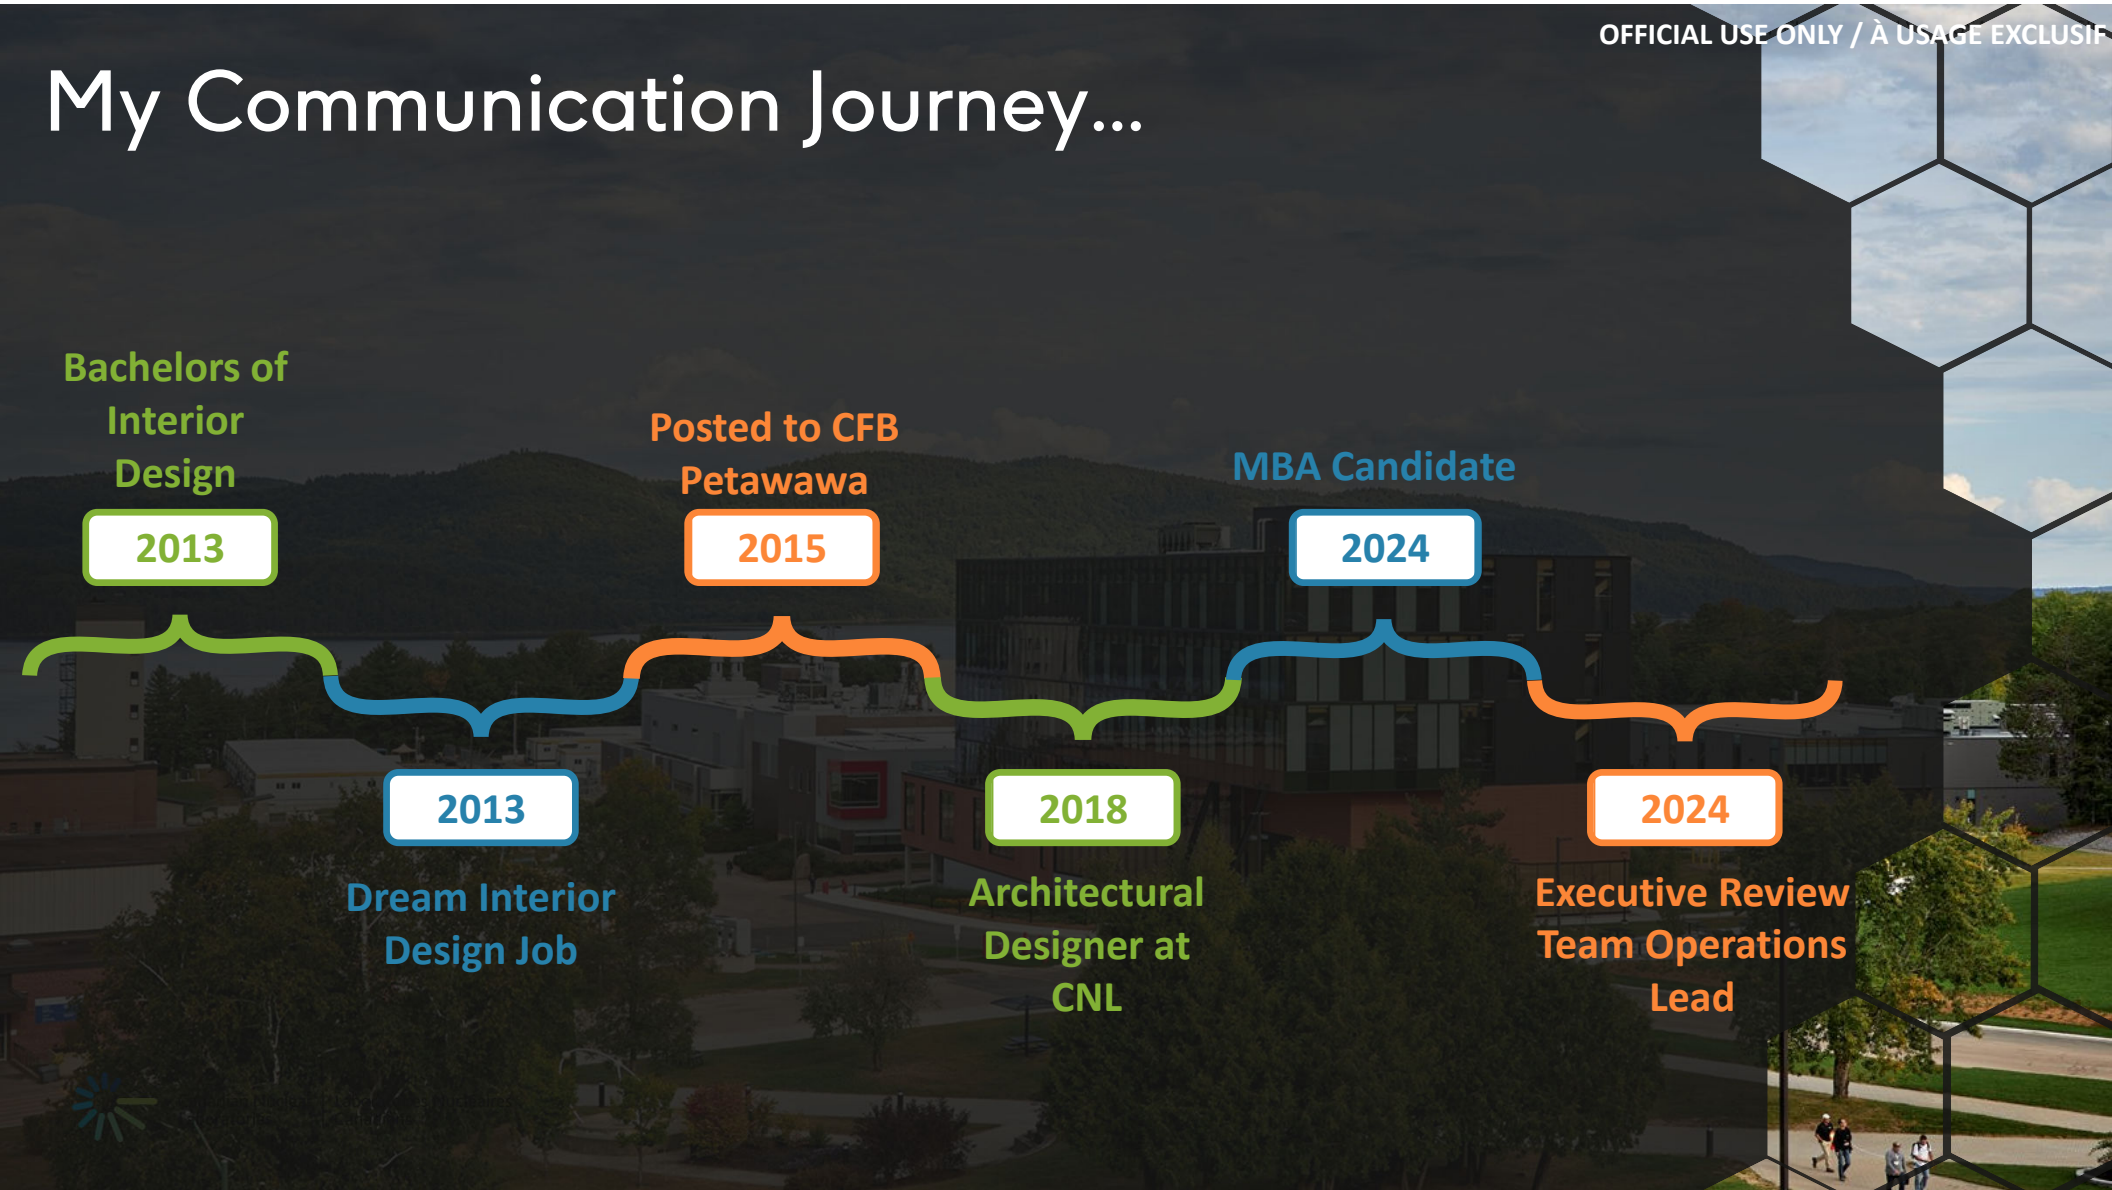 OFFICIAL USE ONLY / À USAGE EXCLUSIF
My Communication Journey...
Bachelors of
Interior
Design
2013
2013
Dream Interior
Design Job
Posted to CFB
Petawawa
2015
2018
Architectural
Designer at
CNL
MBA Candidate
2024
2024
Executive Review
Team Operations
Lead